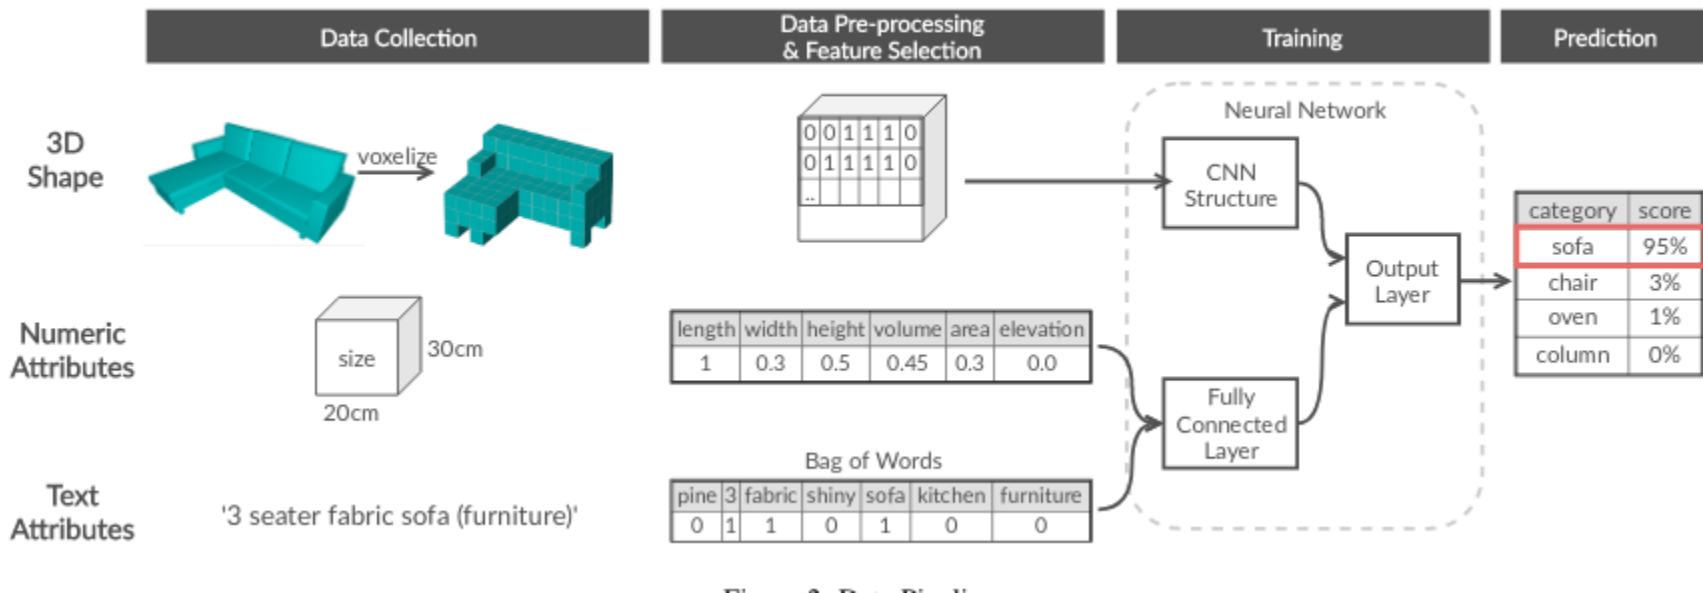 Data Collection
Data Pre-processing
& Feature Selection
Training
Prediction
3D
Shape
voxelize
0 0 1 1 1 0
0 1 1 1 1 0
..
Neural Network
CNN
Structure
Output
Layer
category score
sofa 95%
chair 3%
oven 1%
column 0%
Numeric
Attributes
size
30cm
20cm
length width height volume area elevation
1 0.3 0.5 0.45 0.3 0.0
Fully
Connected
Layer
Text
Attributes
'3 seater fabric sofa (furniture)'
Bag of Words
pine 3 fabric shiny sofa kitchen furniture
0 1 1 0 1 0 0